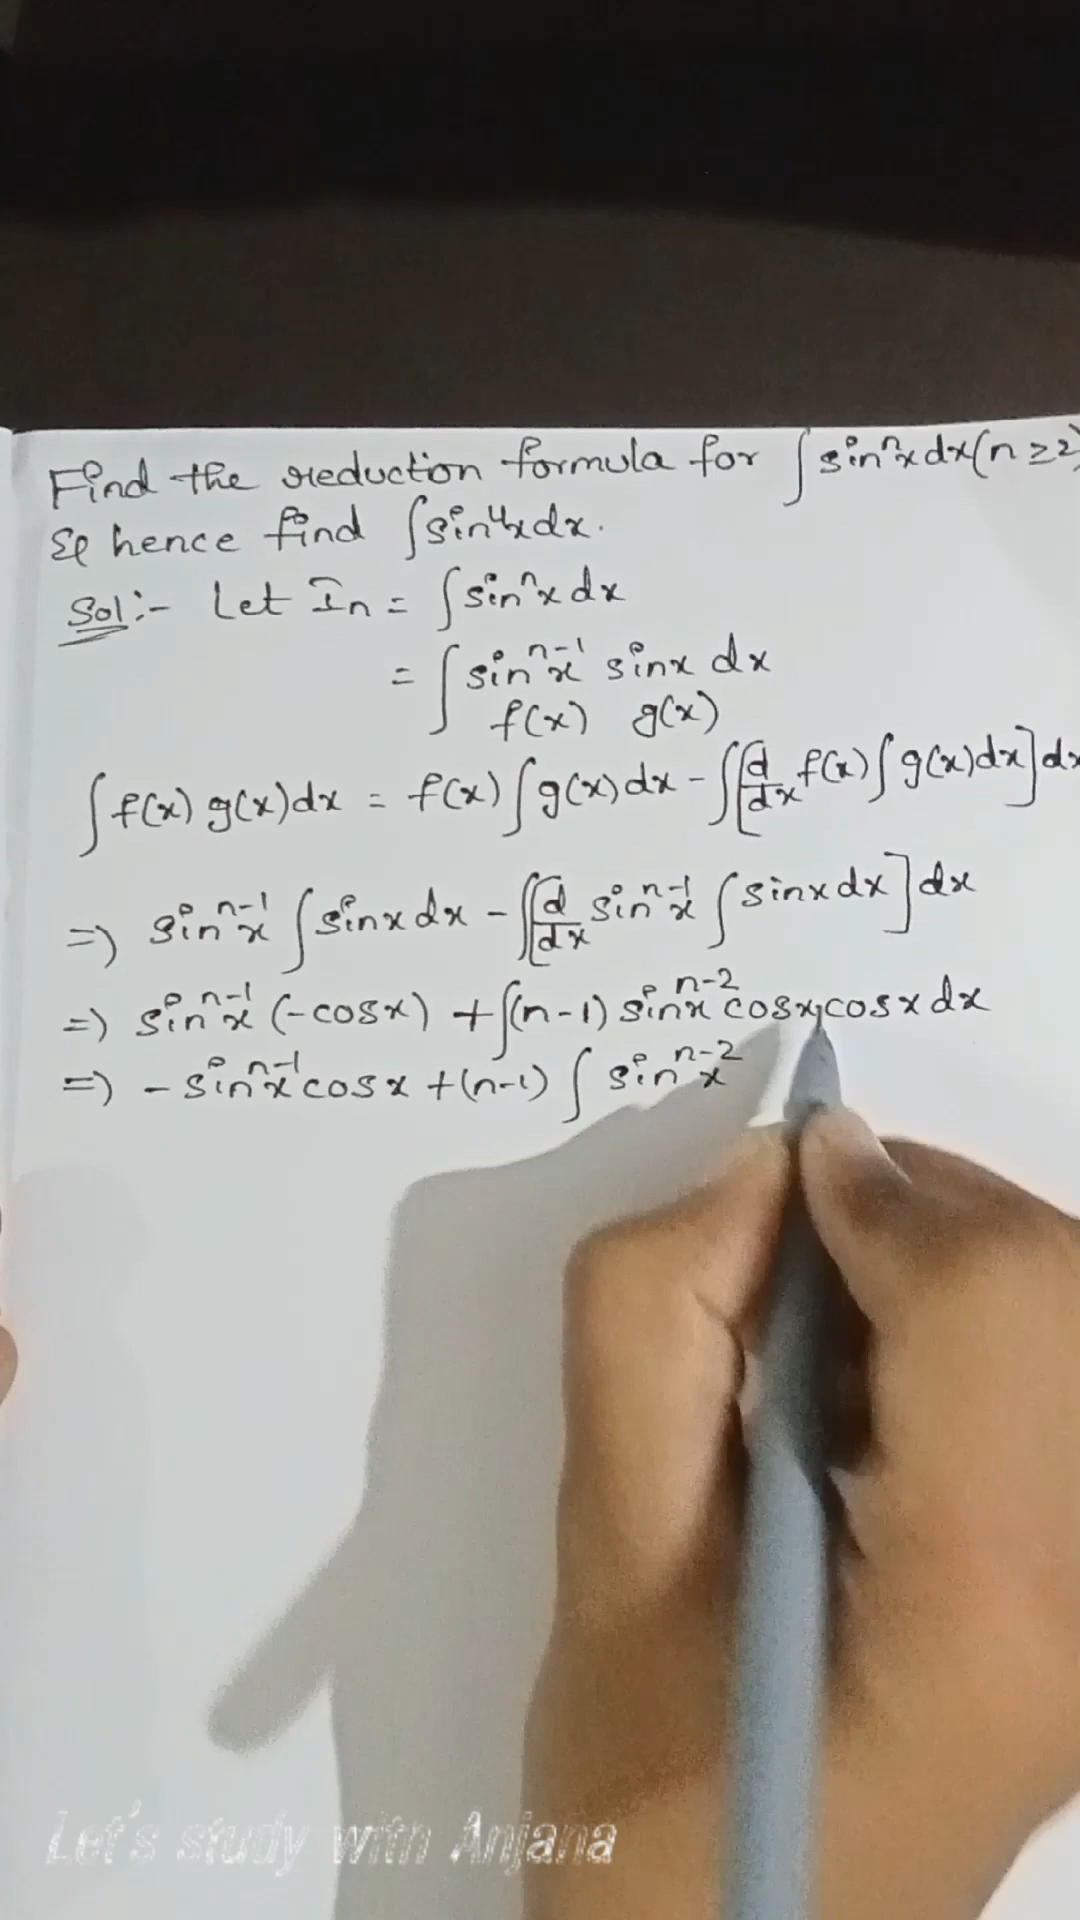 Find the reduction formula for ∫sinⁿx dx (n ≥ 2)
& hence find ∫sin⁴x dx.
Sol:- Let Iₙ = ∫sinⁿx dx
= ∫sinⁿ⁻¹x sinx dx
f(x) g(x)
∫f(x) g(x)dx = f(x)∫g(x)dx - ∫[d/dx f(x)∫g(x)dx]dx
=) sinⁿ⁻¹x ∫sinx dx - ∫[d/dx sinⁿ⁻¹x ∫sinx dx]dx
=) sinⁿ⁻¹x (-cosx) + ∫(n-1) sinⁿ⁻²x cosx.cosx dx
=) - sinⁿ⁻¹x cosx + (n-1) ∫ sinⁿ⁻²x
Let's study with Anjana